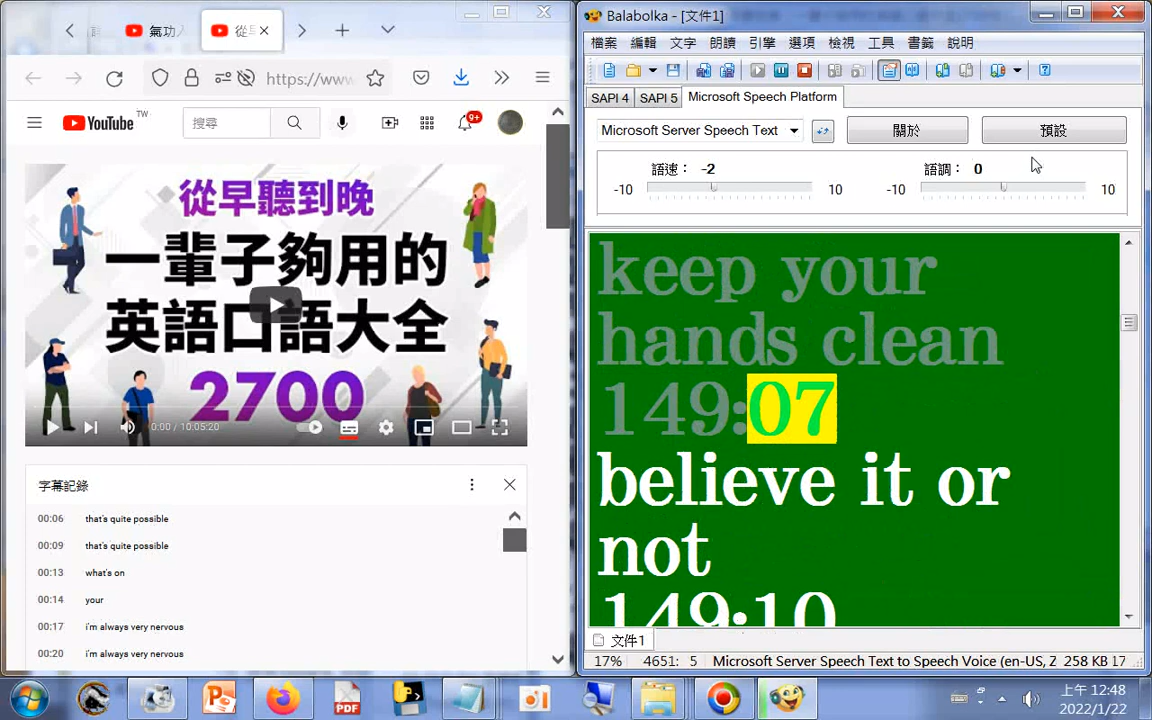 氣功
從
https://www
YouTube TW
搜尋
9+
從早聽到晚
一輩子夠用的
英語口語大全
2700
0:00 / 10:05:20
字幕記錄
00:06 that's quite possible
00:09 that's quite possible
00:13 what's on
00:14 your
00:17 i'm always very nervous
00:20 i'm always very nervous
Balabolka - [文件1]
檔案 編輯 文字 朗讀 引擎 選項 檢視 工具 書籤 說明
SAPI 4 SAPI 5 Microsoft Speech Platform
Microsoft Server Speech Text
關於
預設
語速： -2
語調： 0
-10 10 -10 10
keep your
hands clean
149:07
believe it or
not
149:10
文件1
17% 4651: 5 Microsoft Server Speech Text to Speech Voice (en-US, Z 258 KB 17
PDF
上午 12:48
2022/1/22